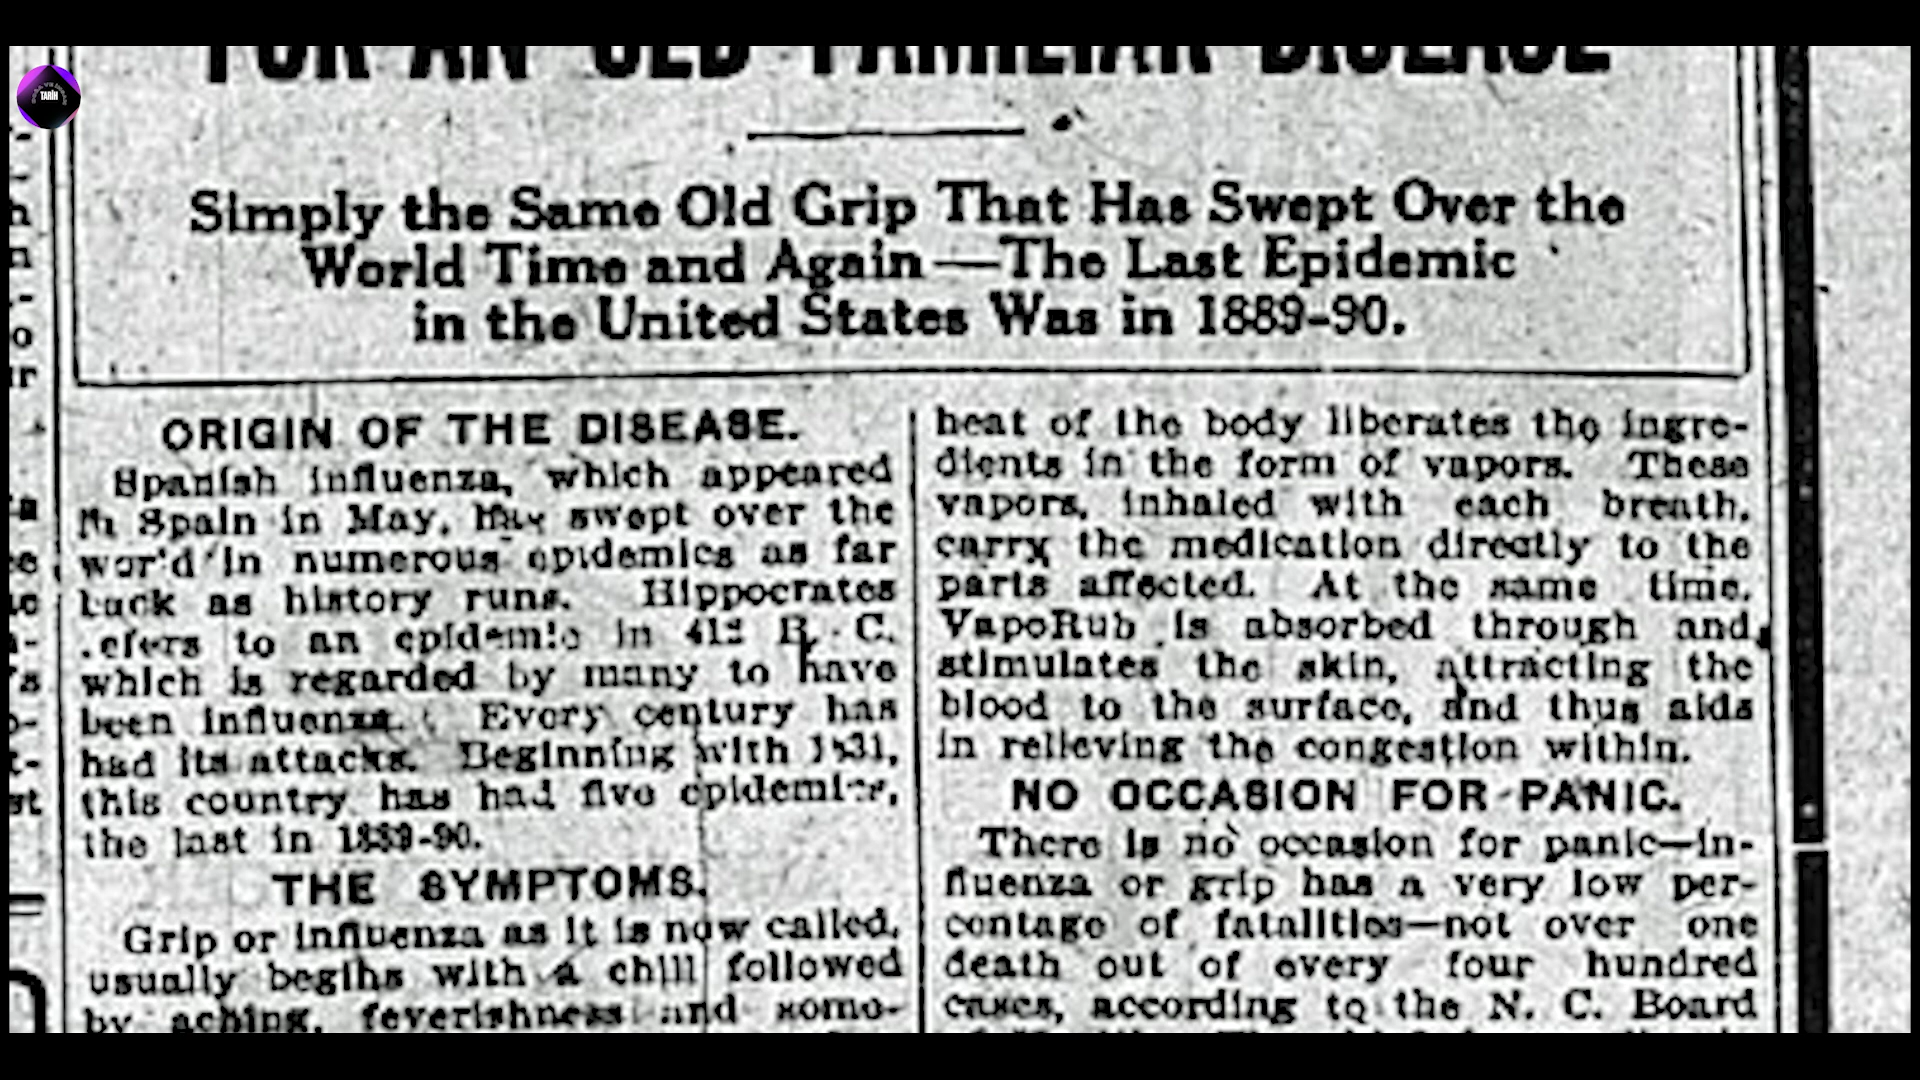 TARİH
FOR AN OLD FAMILIAR DISEASE
Simply the Same Old Grip That Has Swept Over the
World Time and Again—The Last Epidemic
in the United States Was in 1889-90.
ORIGIN OF THE DISEASE.
Spanish influenza, which appeared
in Spain in May, has swept over the
world in numerous epidemics as far
back as history runs. Hippocrates
refers to an epidemic in 412 B. C.
which is regarded by many to have
been influenza. Every century has
had its attacks. Beginning with 1831,
this country has had five epidemics,
the last in 1889-90.
THE SYMPTOMS.
Grip or influenza as it is now called,
usually begins with a chill followed
by aching, feverishness and some-
heat of the body liberates the ingre-
dients in the form of vapors. These
vapors, inhaled with each breath,
carry the medication directly to the
parts affected. At the same time,
VapoRub is absorbed through and
stimulates the skin, attracting the
blood to the surface, and thus aids
in relieving the congestion within.
NO OCCASION FOR PANIC.
There is no occasion for panic—in-
fluenza or grip has a very low per-
centage of fatalities—not over one
death out of every four hundred
cases, according to the N. C. Board